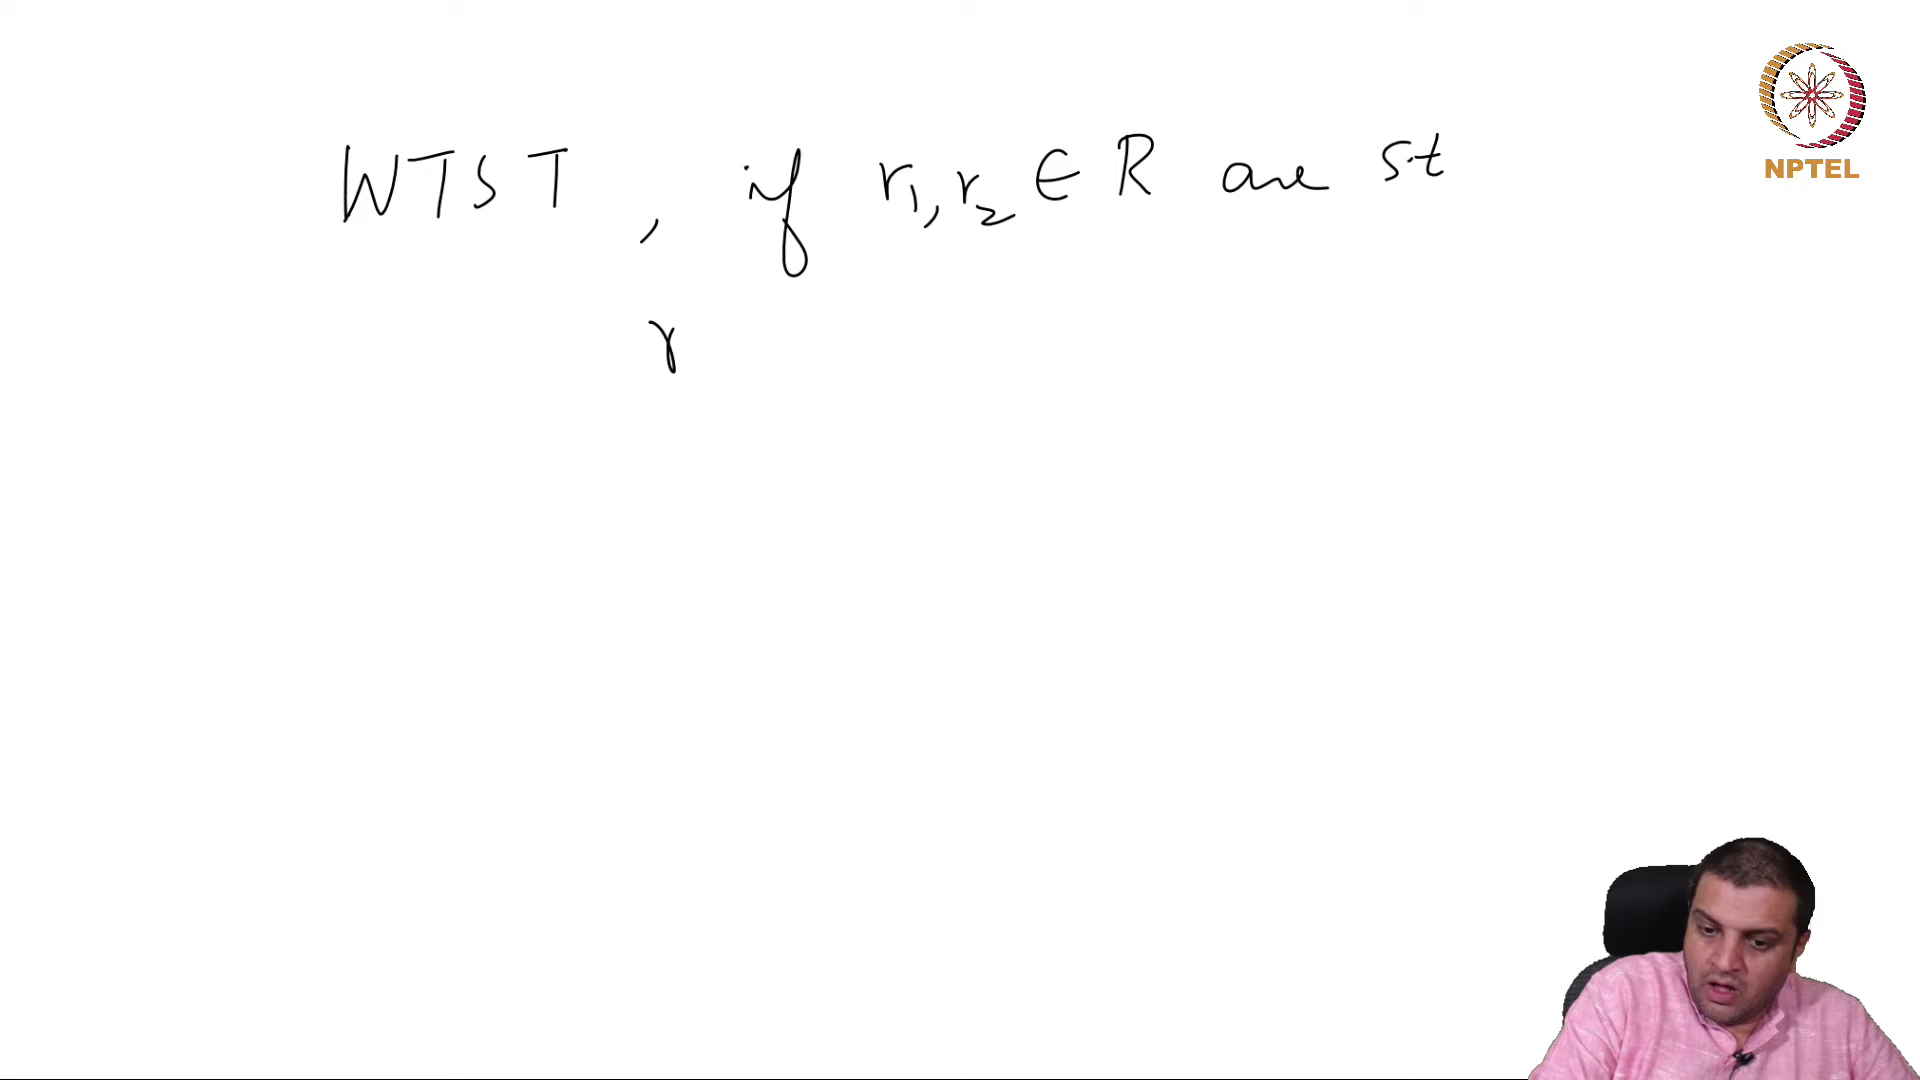 WTST, if r₁, r₂ ∈ R are s.t
r
NPTEL